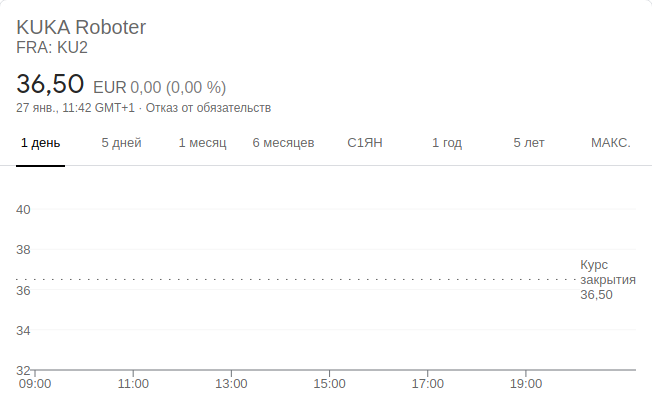 KUKA Roboter
FRA: KU2
36,50 EUR 0,00 (0,00 %)
27 янв., 11:42 GMT+1 · Отказ от обязательств
1 день 5 дней 1 месяц 6 месяцев С1ЯН 1 год 5 лет МАКС.
40
38
Курс
закрытия
36,50
36
34
32
09:00 11:00 13:00 15:00 17:00 19:00